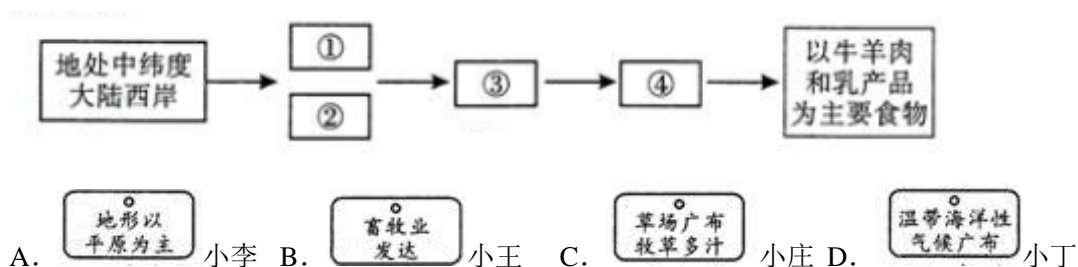 地处中纬度
大陆西岸
①
②
③
④
以牛羊肉
和乳产品
为主要食物
A． 地形以
平原为主 小李
B． 畜牧业
发达 小王
C． 草场广布
牧草多汁 小庄
D． 温带海洋性
气候广布 小丁